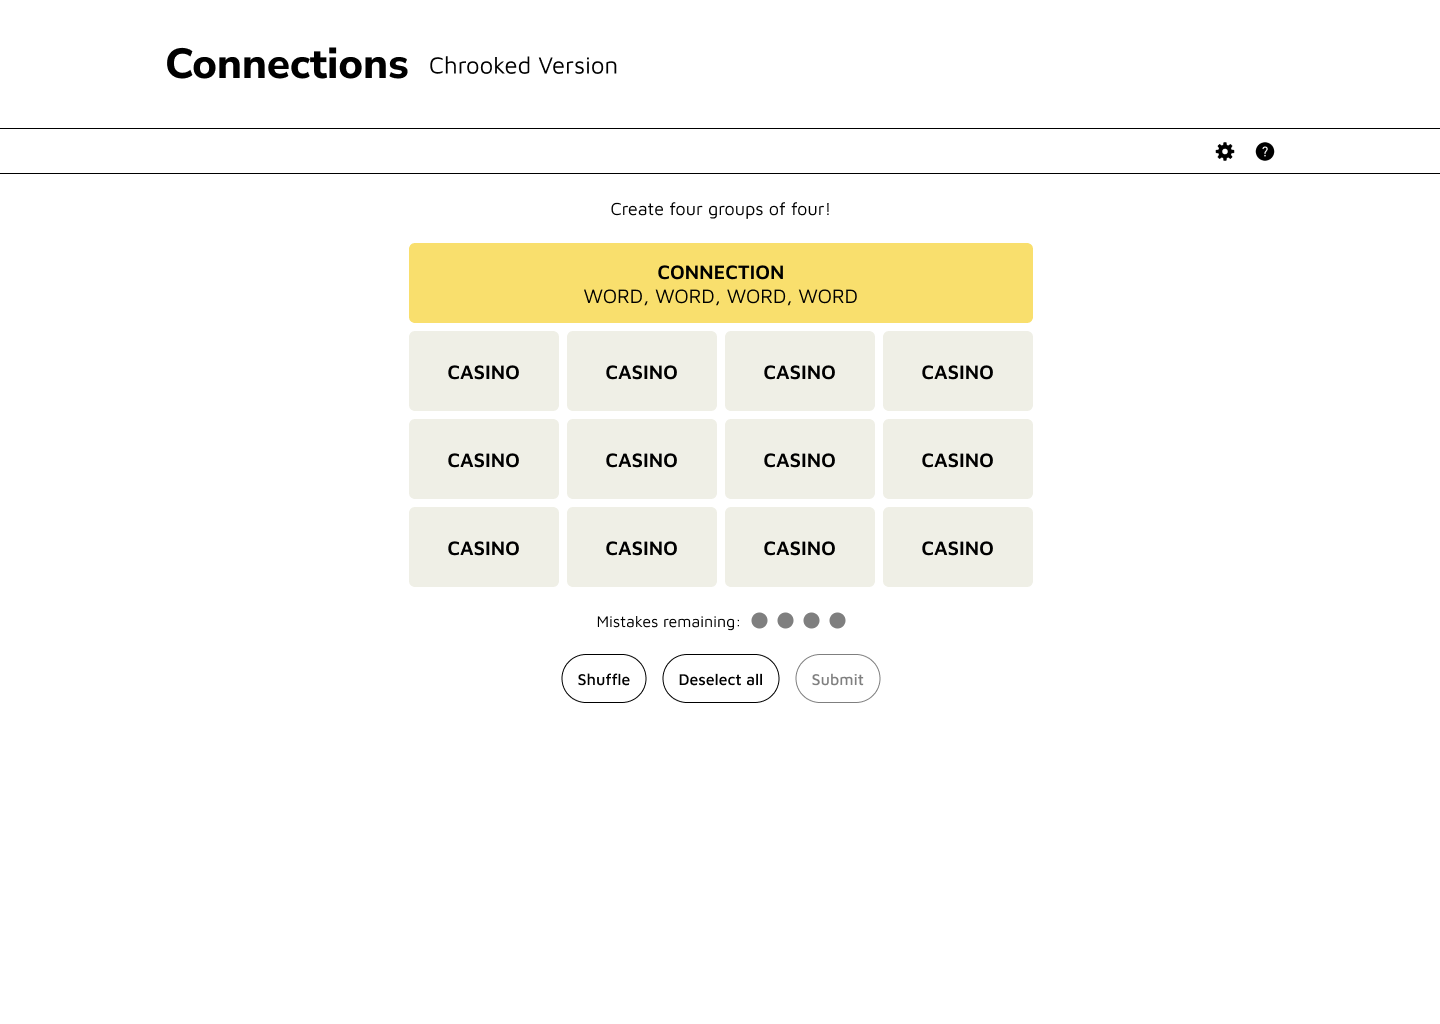 Connections Chrooked Version
?
Create four groups of four!
CONNECTION
WORD, WORD, WORD, WORD
CASINO CASINO CASINO CASINO
CASINO CASINO CASINO CASINO
CASINO CASINO CASINO CASINO
Mistakes remaining:
Shuffle Deselect all Submit